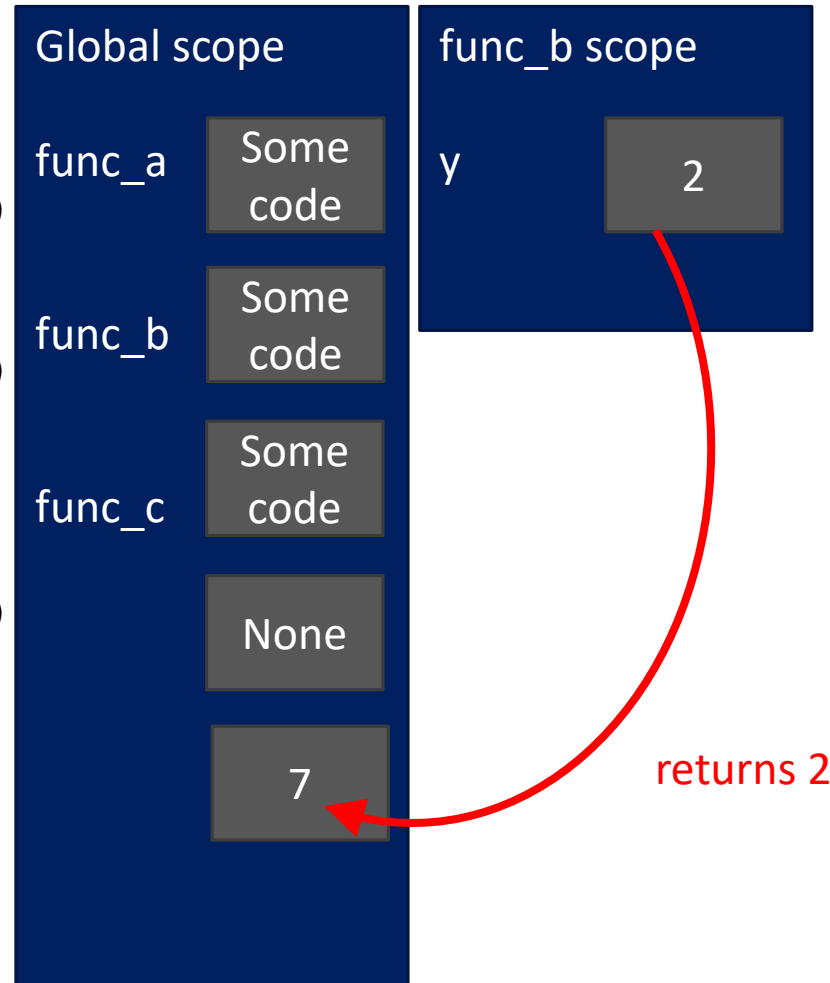 Global scope
func_a
Some
code
func_b
Some
code
func_c
Some
code
None
7
func_b scope
y
2
returns 2
)
)
)